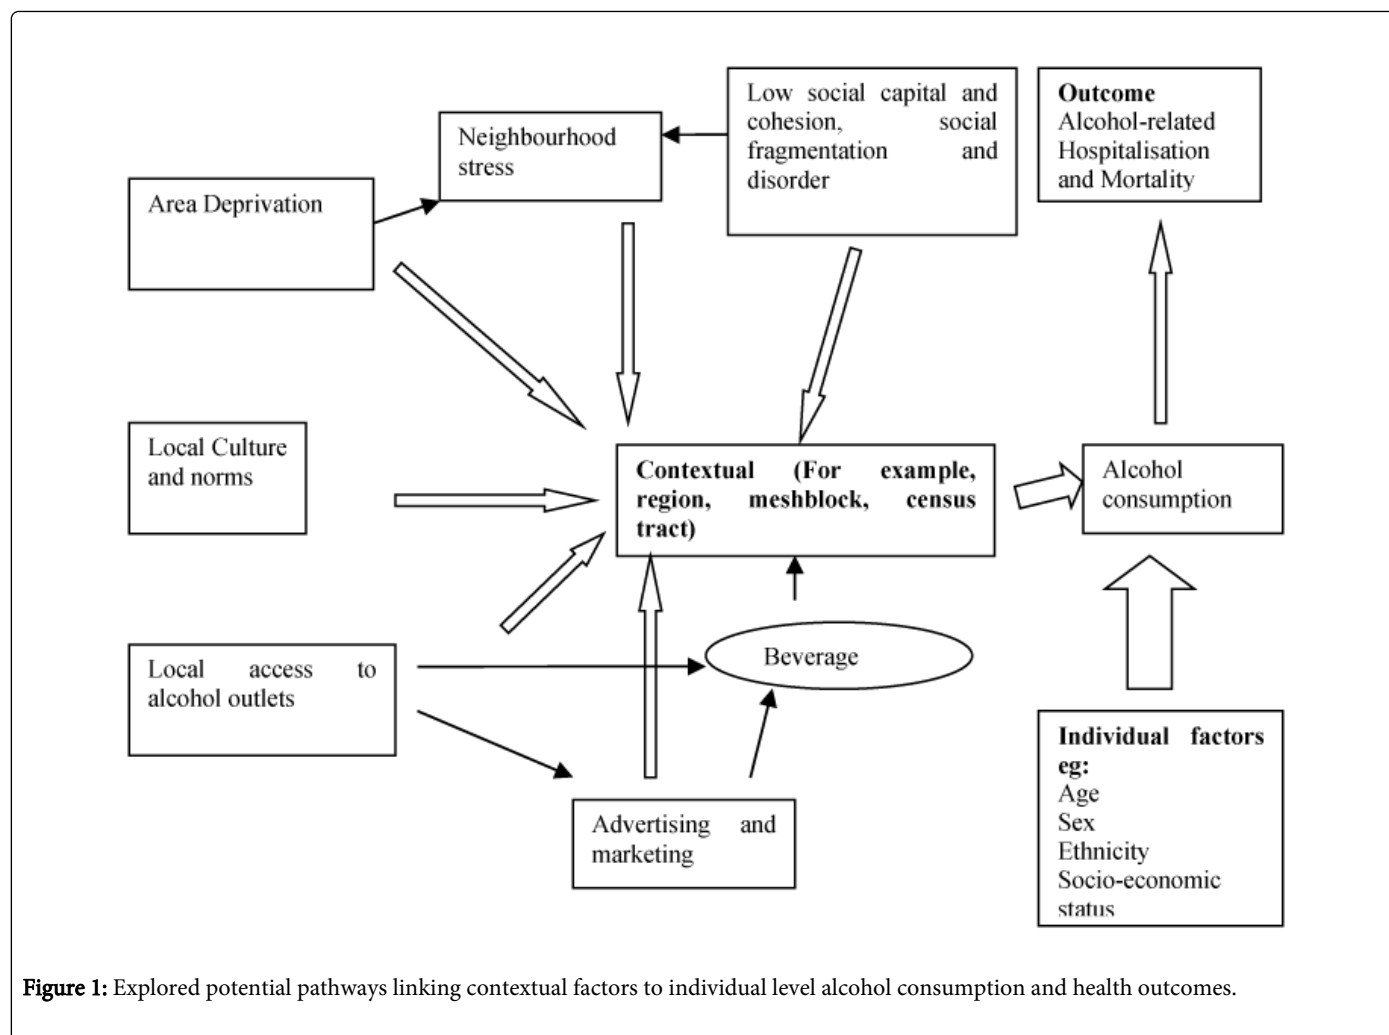 Low social capital and
cohesion, social
fragmentation and
disorder
Outcome
Alcohol-related
Hospitalisation
and Mortality
Neighbourhood
stress
Area Deprivation
Local Culture
and norms
Contextual (For example,
region, meshblock, census
tract)
Alcohol
consumption
Local access to
alcohol outlets
Beverage
Advertising and
marketing
Individual factors
eg:
Age
Sex
Ethnicity
Socio-economic
status
Figure 1: Explored potential pathways linking contextual factors to individual level alcohol consumption and health outcomes.